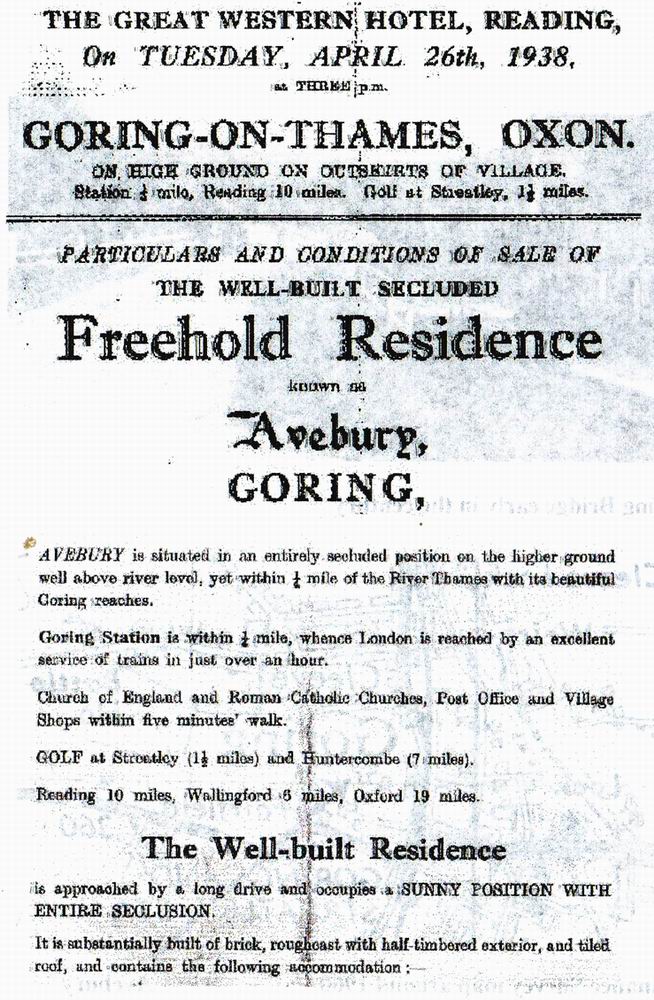 THE GREAT WESTERN HOTEL, READING,
On TUESDAY, APRIL 26th, 1938,
at THREE p.m.
GORING-ON-THAMES, OXON.
ON HIGH GROUND ON OUTSKIRTS OF VILLAGE.
Station ½ mile, Reading 10 miles. Golf at Streatley, 1½ miles.
PARTICULARS AND CONDITIONS OF SALE OF
THE WELL-BUILT SECLUDED
Freehold Residence
known as
Avebury,
GORING,
AVEBURY is situated in an entirely secluded position on the higher ground
well above river level, yet within ½ mile of the River Thames with its beautiful
Goring reaches.
Goring Station is within ½ mile, whence London is reached by an excellent
service of trains in just over an hour.
Church of England and Roman Catholic Churches, Post Office and Village
Shops within five minutes' walk.
GOLF at Streatley (1½ miles) and Huntercombe (7 miles).
Reading 10 miles, Wallingford 6 miles, Oxford 19 miles.
The Well-built Residence
is approached by a long drive and occupies a SUNNY POSITION WITH
ENTIRE SECLUSION.
It is substantially built of brick, roughcast with half-timbered exterior, and tiled
roof, and contains the following accommodation :—